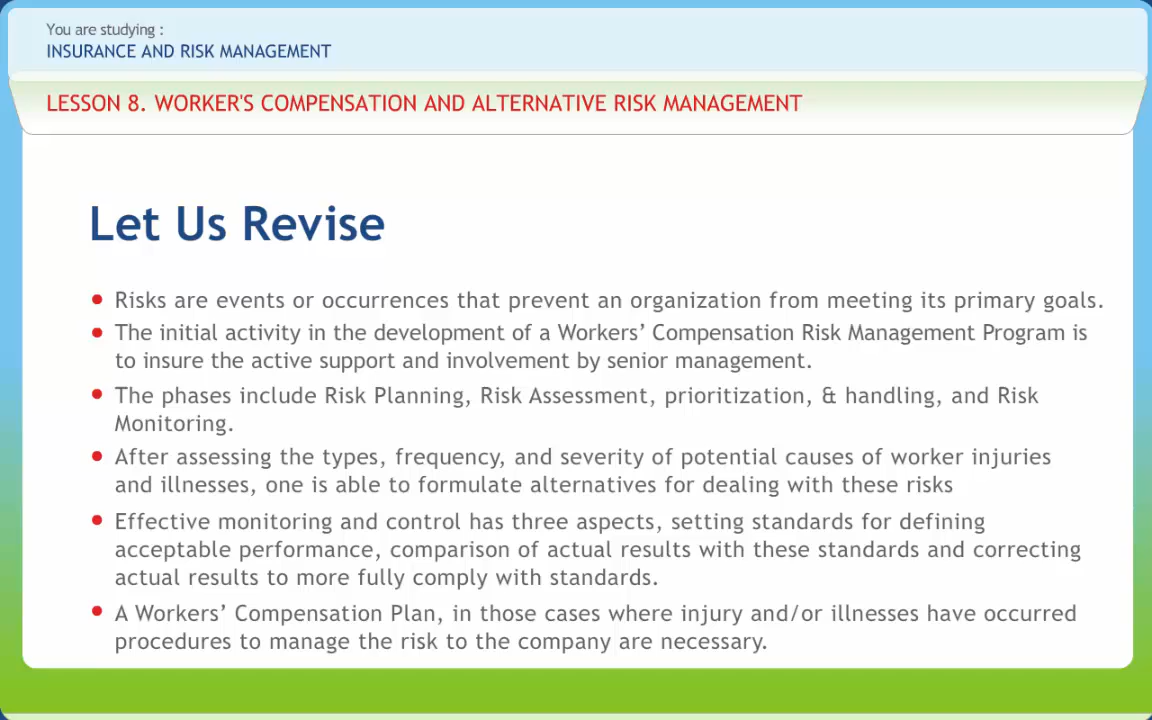 You are studying :
INSURANCE AND RISK MANAGEMENT
LESSON 8. WORKER'S COMPENSATION AND ALTERNATIVE RISK MANAGEMENT
Let Us Revise
• Risks are events or occurrences that prevent an organization from meeting its primary goals.
• The initial activity in the development of a Workers’ Compensation Risk Management Program is
to insure the active support and involvement by senior management.
• The phases include Risk Planning, Risk Assessment, prioritization, & handling, and Risk
Monitoring.
• After assessing the types, frequency, and severity of potential causes of worker injuries
and illnesses, one is able to formulate alternatives for dealing with these risks
• Effective monitoring and control has three aspects, setting standards for defining
acceptable performance, comparison of actual results with these standards and correcting
actual results to more fully comply with standards.
• A Workers’ Compensation Plan, in those cases where injury and/or illnesses have occurred
procedures to manage the risk to the company are necessary.